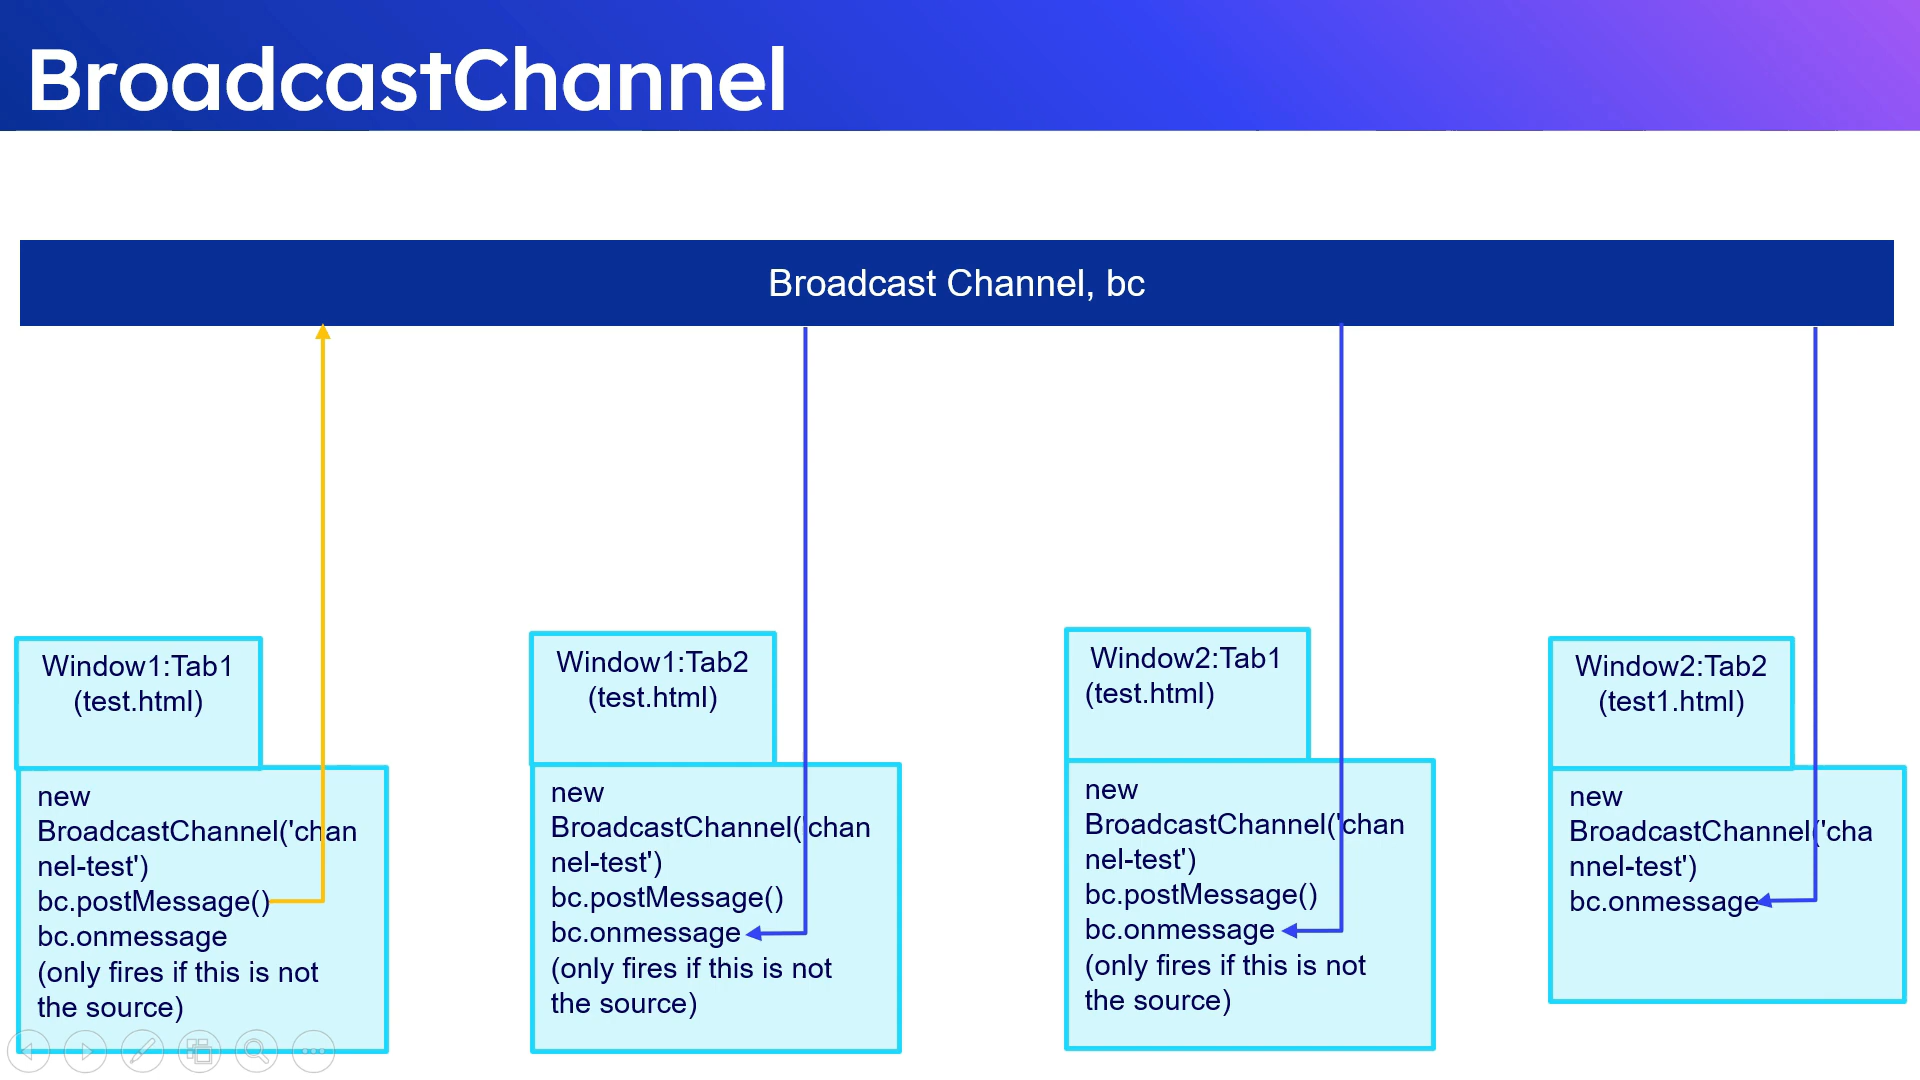 BroadcastChannel
Broadcast Channel, bc
Window1:Tab1
(test.html)
new
BroadcastChannel('chan
nel-test')
bc.postMessage()
bc.onmessage
(only fires if this is not
the source)
Window1:Tab2
(test.html)
new
BroadcastChannel('chan
nel-test')
bc.postMessage()
bc.onmessage
(only fires if this is not
the source)
Window2:Tab1
(test.html)
new
BroadcastChannel('chan
nel-test')
bc.postMessage()
bc.onmessage
(only fires if this is not
the source)
Window2:Tab2
(test1.html)
new
BroadcastChannel('cha
nnel-test')
bc.onmessage